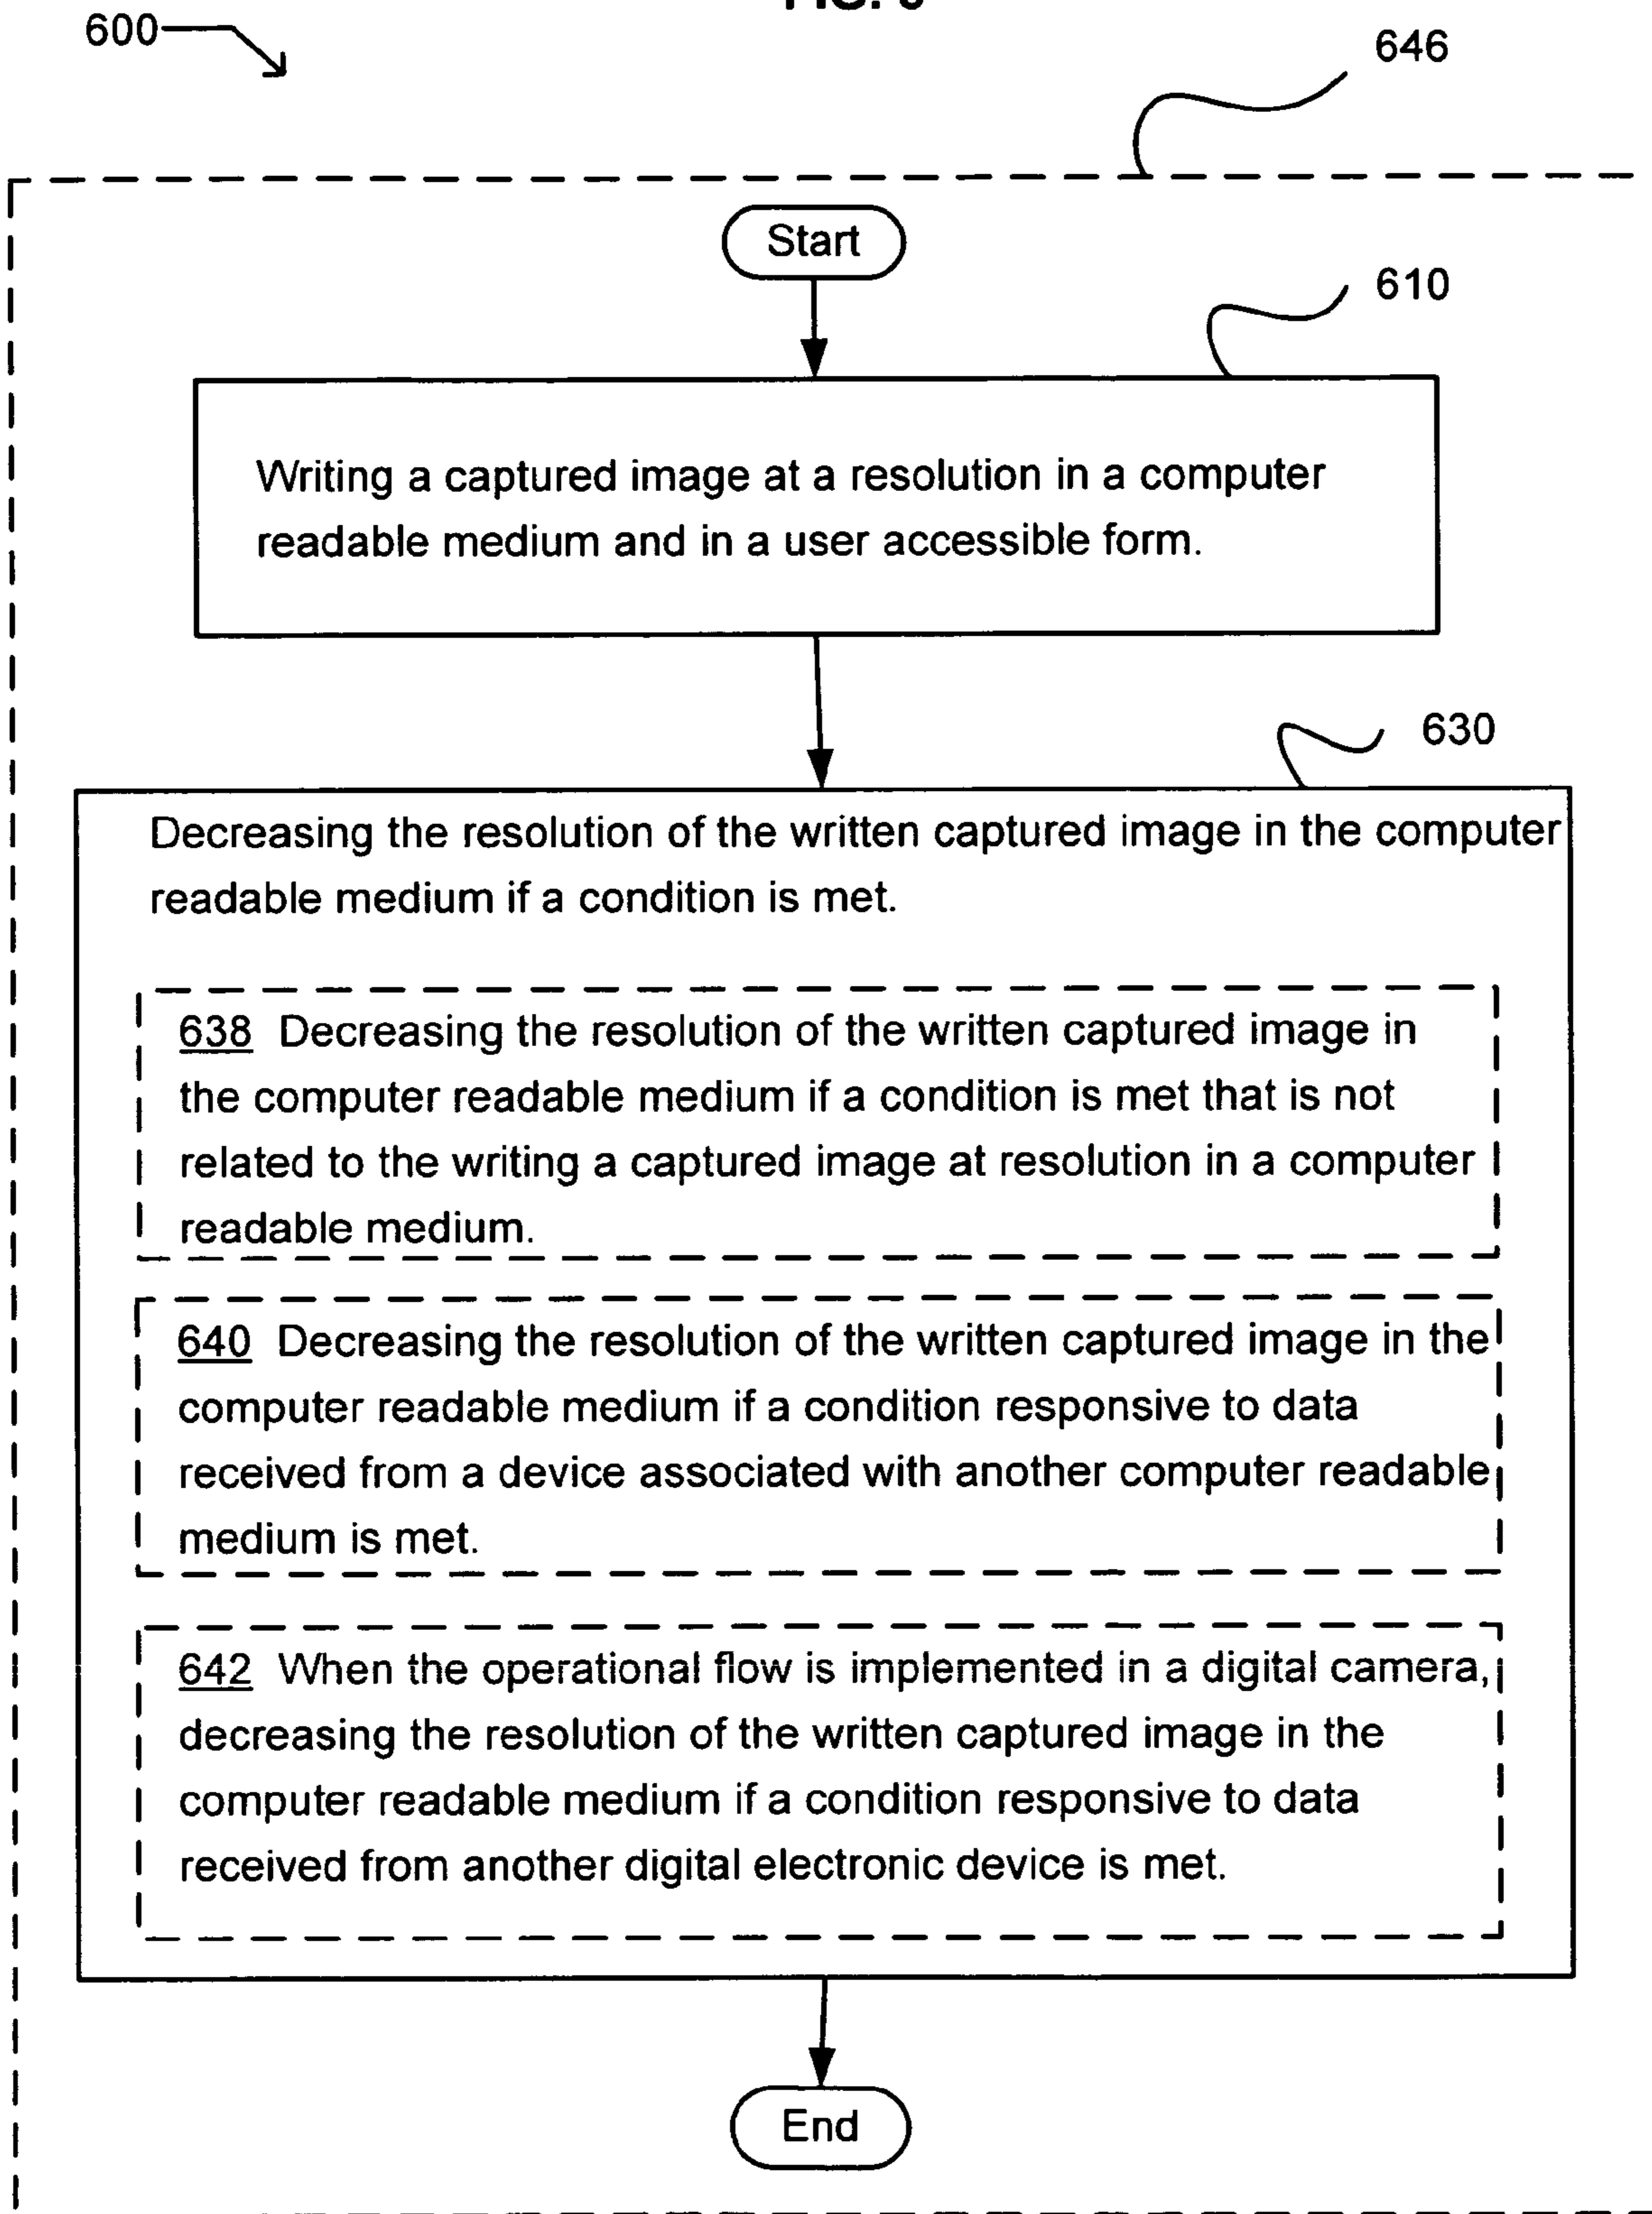 600
646
Start
610
Writing a captured image at a resolution in a computer
readable medium and in a user accessible form.
630
Decreasing the resolution of the written captured image in the computer
readable medium if a condition is met.
638 Decreasing the resolution of the written captured image in
the computer readable medium if a condition is met that is not
related to the writing a captured image at resolution in a computer
readable medium.
640 Decreasing the resolution of the written captured image in the
computer readable medium if a condition responsive to data
received from a device associated with another computer readable
medium is met.
642 When the operational flow is implemented in a digital camera,
decreasing the resolution of the written captured image in the
computer readable medium if a condition responsive to data
received from another digital electronic device is met.
End